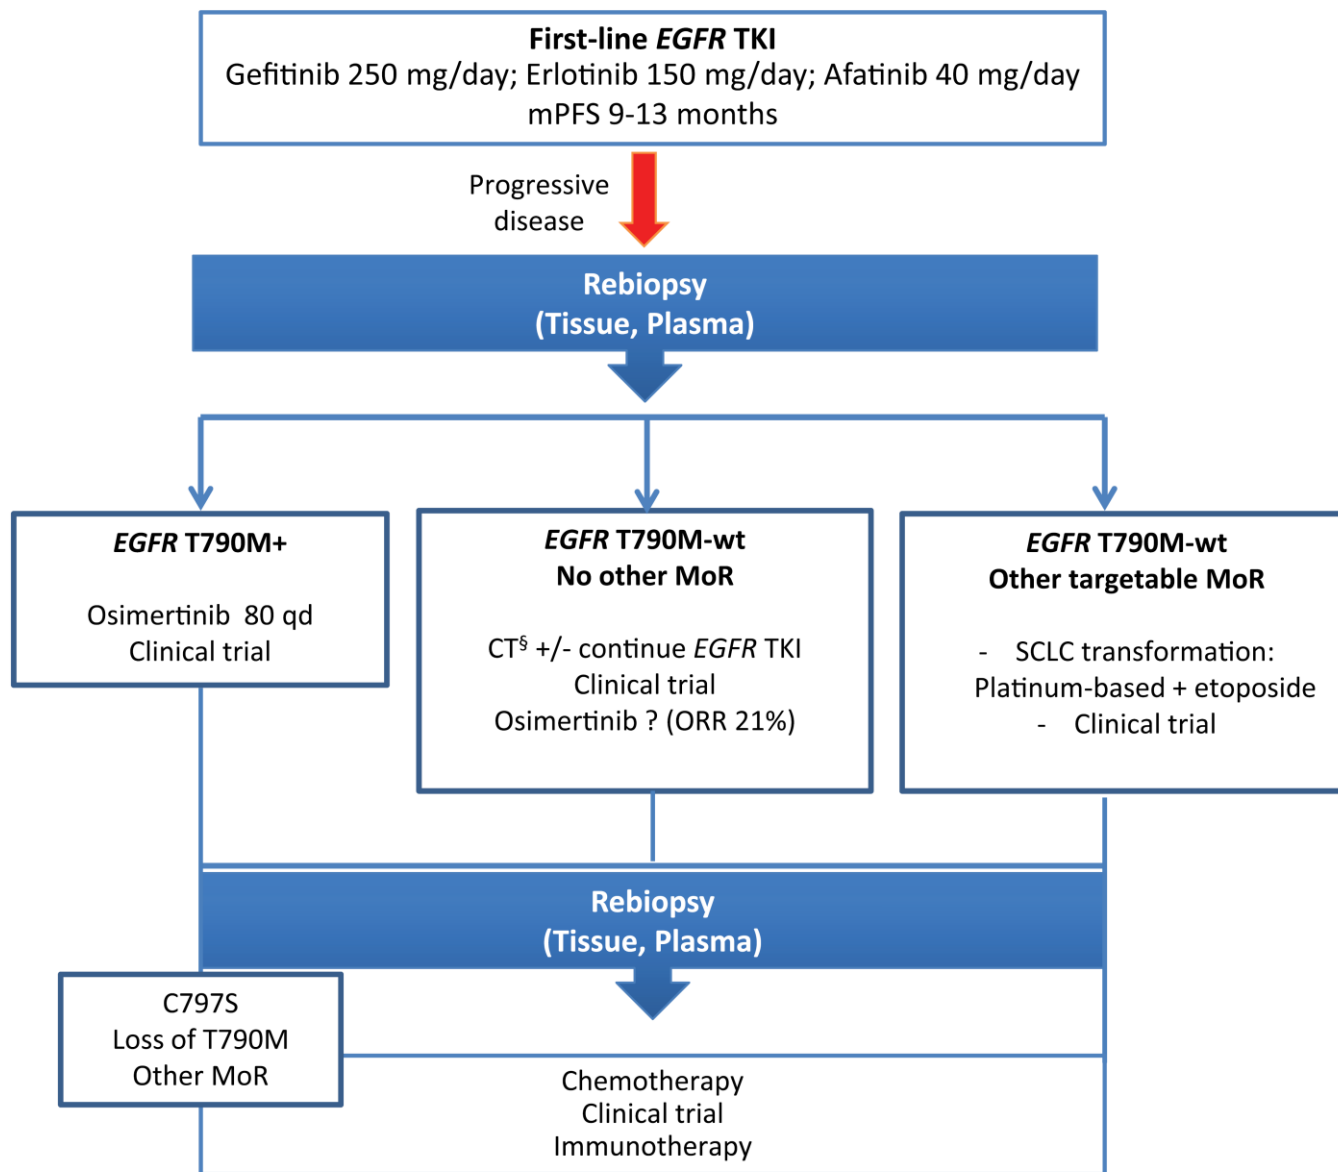 First-line EGFR TKI
Gefitinib 250 mg/day; Erlotinib 150 mg/day; Afatinib 40 mg/day
mPFS 9-13 months
Progressive
disease
Rebiopsy
(Tissue, Plasma)
EGFR T790M+
Osimertinib 80 qd
Clinical trial
EGFR T790M-wt
No other MoR
CT§ +/- continue EGFR TKI
Clinical trial
Osimertinib ? (ORR 21%)
EGFR T790M-wt
Other targetable MoR
- SCLC transformation:
Platinum-based + etoposide
- Clinical trial
Rebiopsy
(Tissue, Plasma)
C797S
Loss of T790M
Other MoR
Chemotherapy
Clinical trial
Immunotherapy